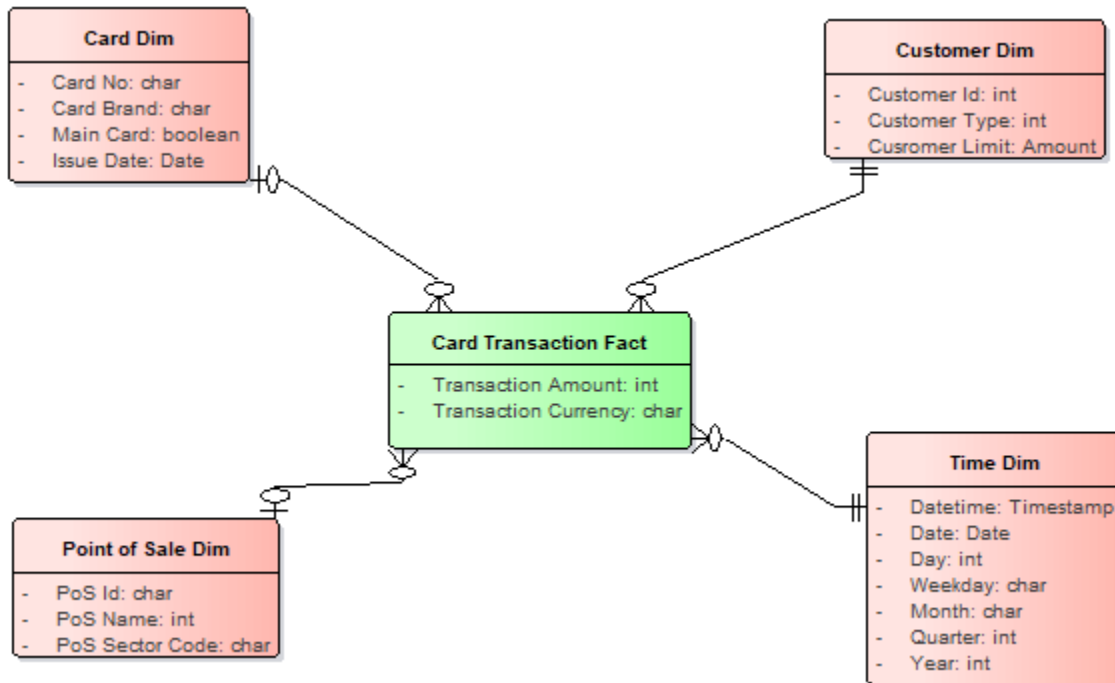 Card Dim
- Card No: char
- Card Brand: char
- Main Card: boolean
- Issue Date: Date
Customer Dim
- Customer Id: int
- Customer Type: int
- Cusromer Limit: Amount
Card Transaction Fact
- Transaction Amount: int
- Transaction Currency: char
Point of Sale Dim
- PoS Id: char
- PoS Name: int
- PoS Sector Code: char
Time Dim
- Datetime: Timestamp
- Date: Date
- Day: int
- Weekday: char
- Month: char
- Quarter: int
- Year: int